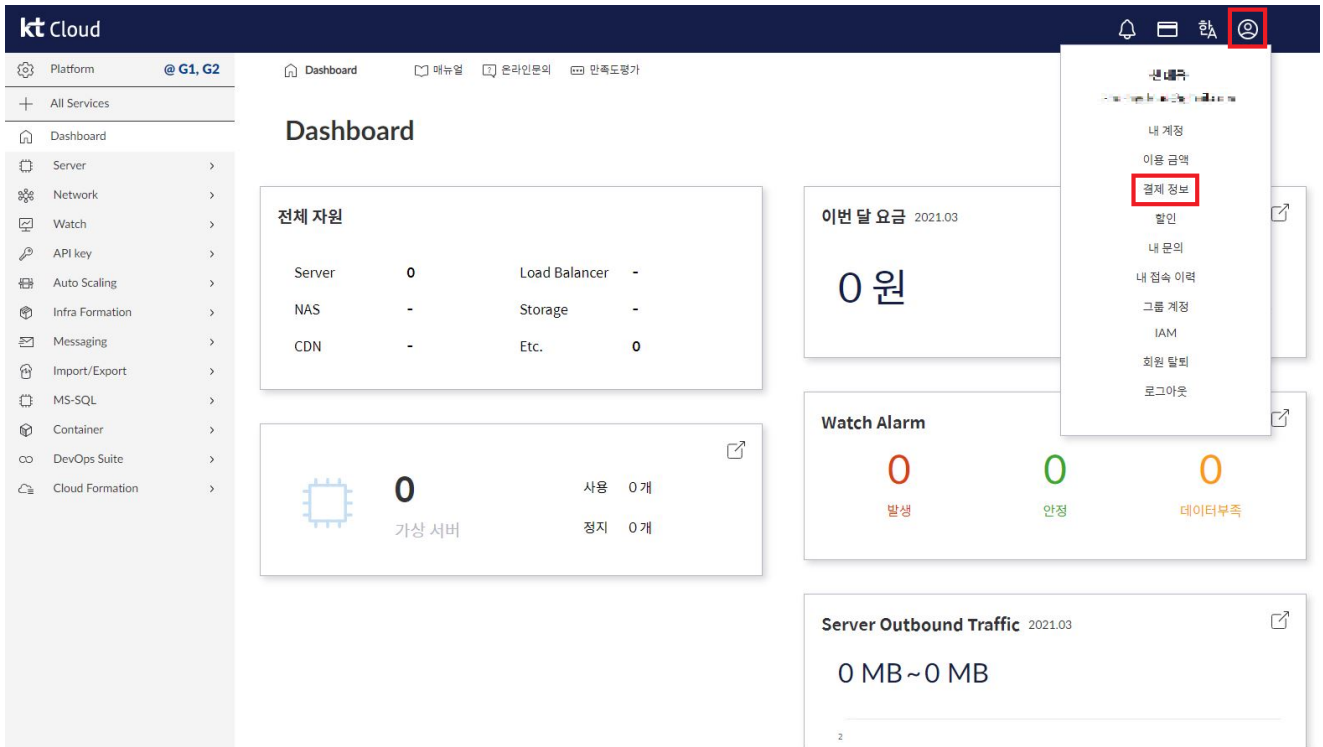 kt Cloud
한A
Platform @ G1, G2
All Services
Dashboard
Server
Network
Watch
API key
Auto Scaling
Infra Formation
Messaging
Import/Export
MS-SQL
Container
DevOps Suite
Cloud Formation
Dashboard 매뉴얼 온라인문의 만족도평가
Dashboard
전체 자원
Server 0 Load Balancer -
NAS - Storage -
CDN - Etc. 0
0
가상 서버
사용 0 개
정지 0 개
이번 달 요금 2021.03
0 원
내 계정
이용 금액
결제 정보
할인
내 문의
내 접속 이력
그룹 계정
IAM
회원 탈퇴
로그아웃
Watch Alarm
0 0 0
발생 안정 데이터부족
Server Outbound Traffic 2021.03
0 MB ~ 0 MB
2